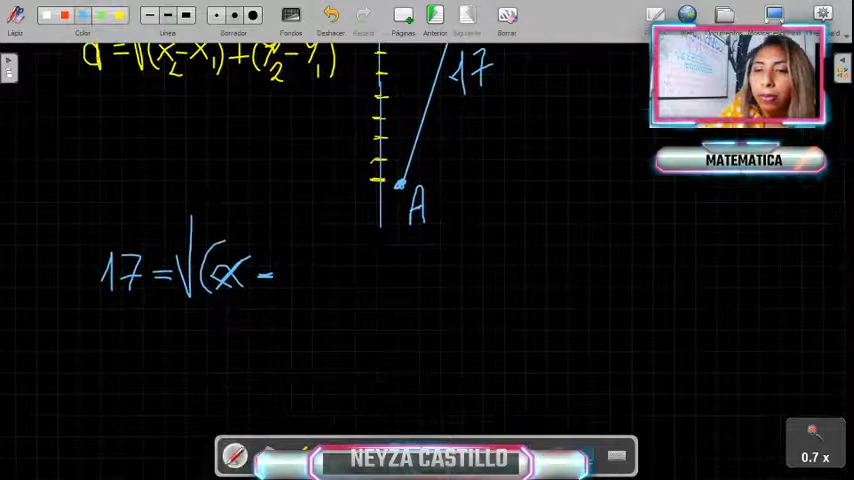 Lápiz Color Línea Borrador Fondos Deshacer Páginas Anterior Borrar
d = √(x₂ - x₁) + (y₂ - y₁)
17
A
17 = √(x -
MATEMATICA
NEYZA CASTILLO
0.7 x